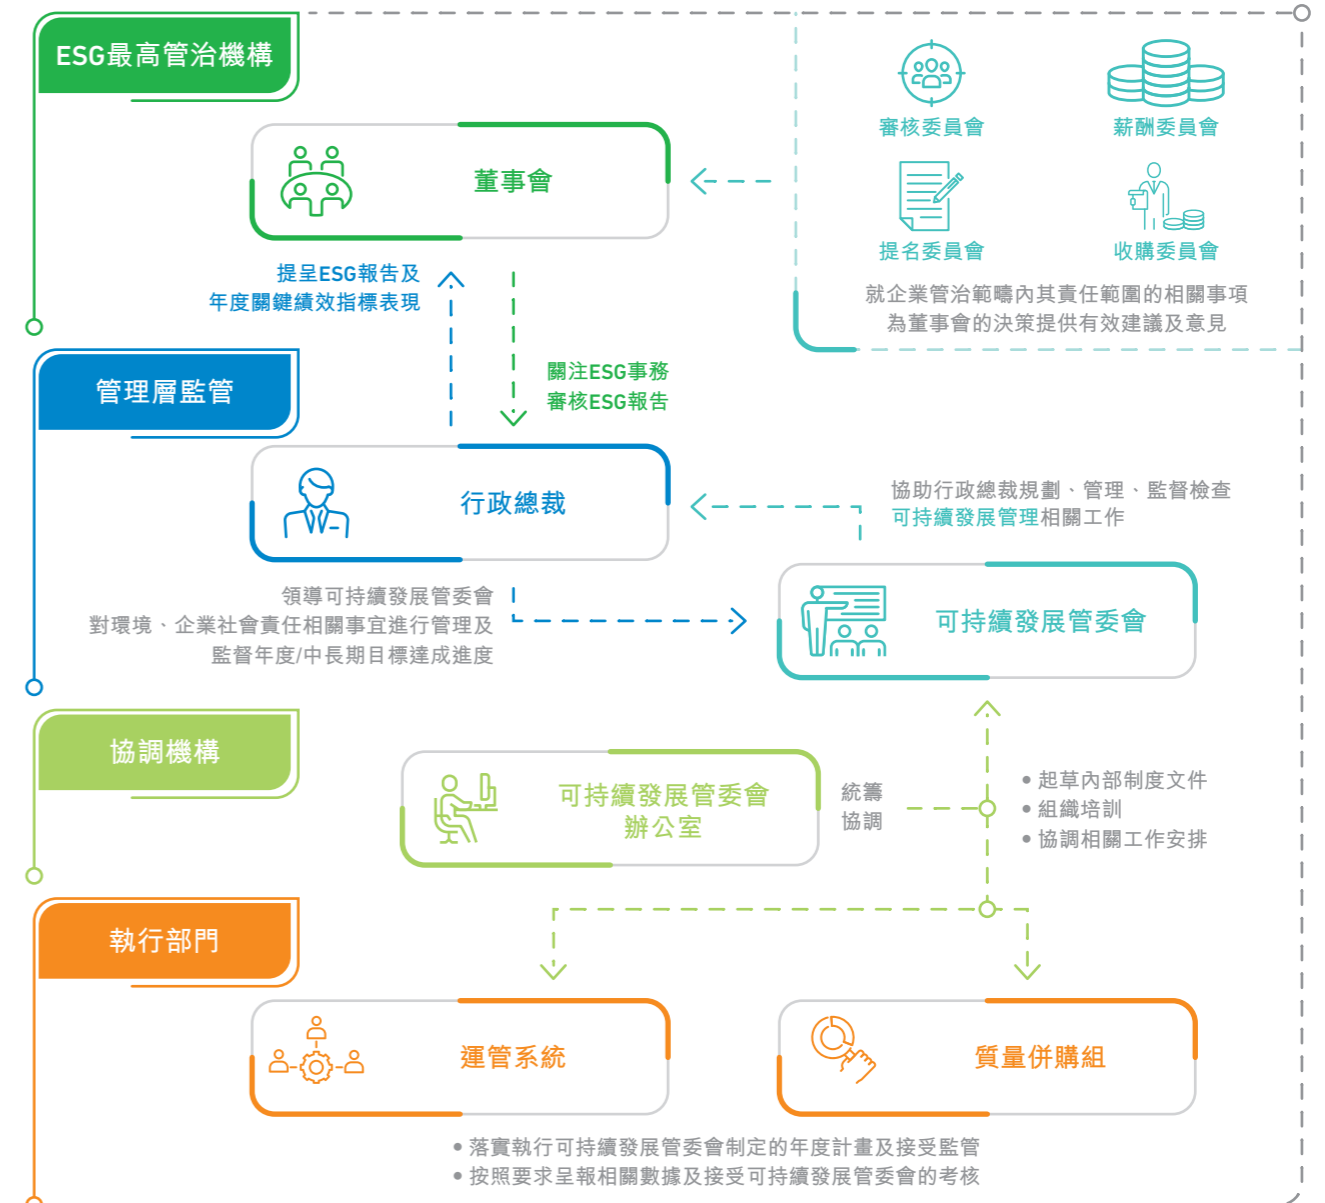 ESG最高管治機構
審核委員會
薪酬委員會
董事會
提名委員會
收購委員會
就企業管治範疇內其責任範圍的相關事項
為董事會的決策提供有效建議及意見
提呈ESG報告及
年度關鍵績效指標表現
關注ESG事務
審核ESG報告
管理層監管
行政總裁
協助行政總裁規劃、管理、監督檢查
可持續發展管理相關工作
領導可持續發展管委會
對環境、企業社會責任相關事宜進行管理及
監督年度/中長期目標達成進度
可持續發展管委會
協調機構
可持續發展管委會
辦公室
統籌
協調
• 起草內部制度文件
• 組織培訓
• 協調相關工作安排
執行部門
運管系統
質量併購組
• 落實執行可持續發展管委會制定的年度計畫及接受監管
• 按照要求呈報相關數據及接受可持續發展管委會的考核